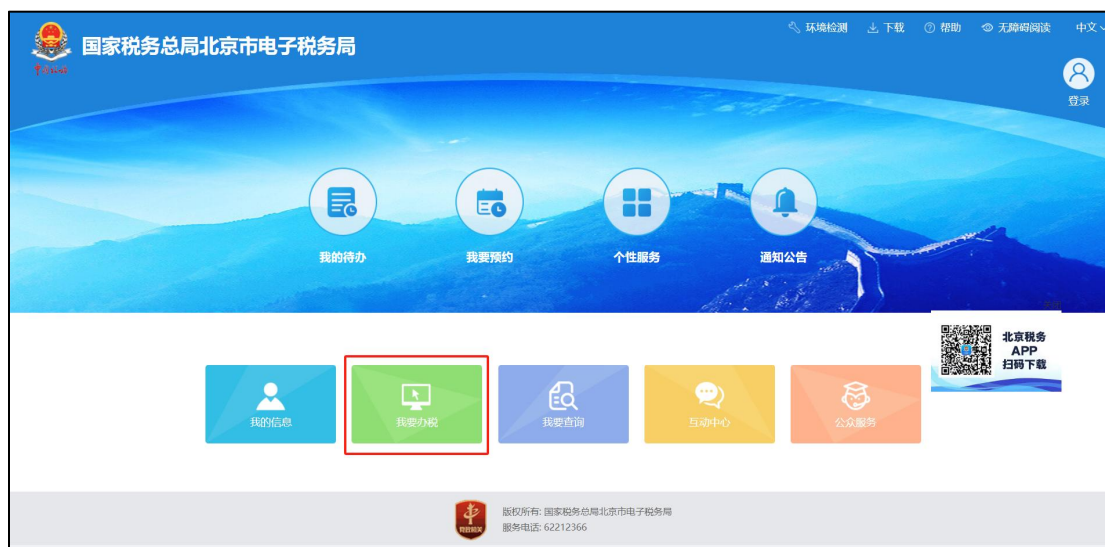 国家税务总局北京市电子税务局
环境检测 下载 帮助 无障碍阅读 中文
登录
我的待办 我要预约 个性服务 通知公告
北京税务
APP
扫码下载
我的信息 我要办税 我要查询 互动中心 公众服务
版权所有: 国家税务总局北京市电子税务局
服务电话: 62212366
党政机关